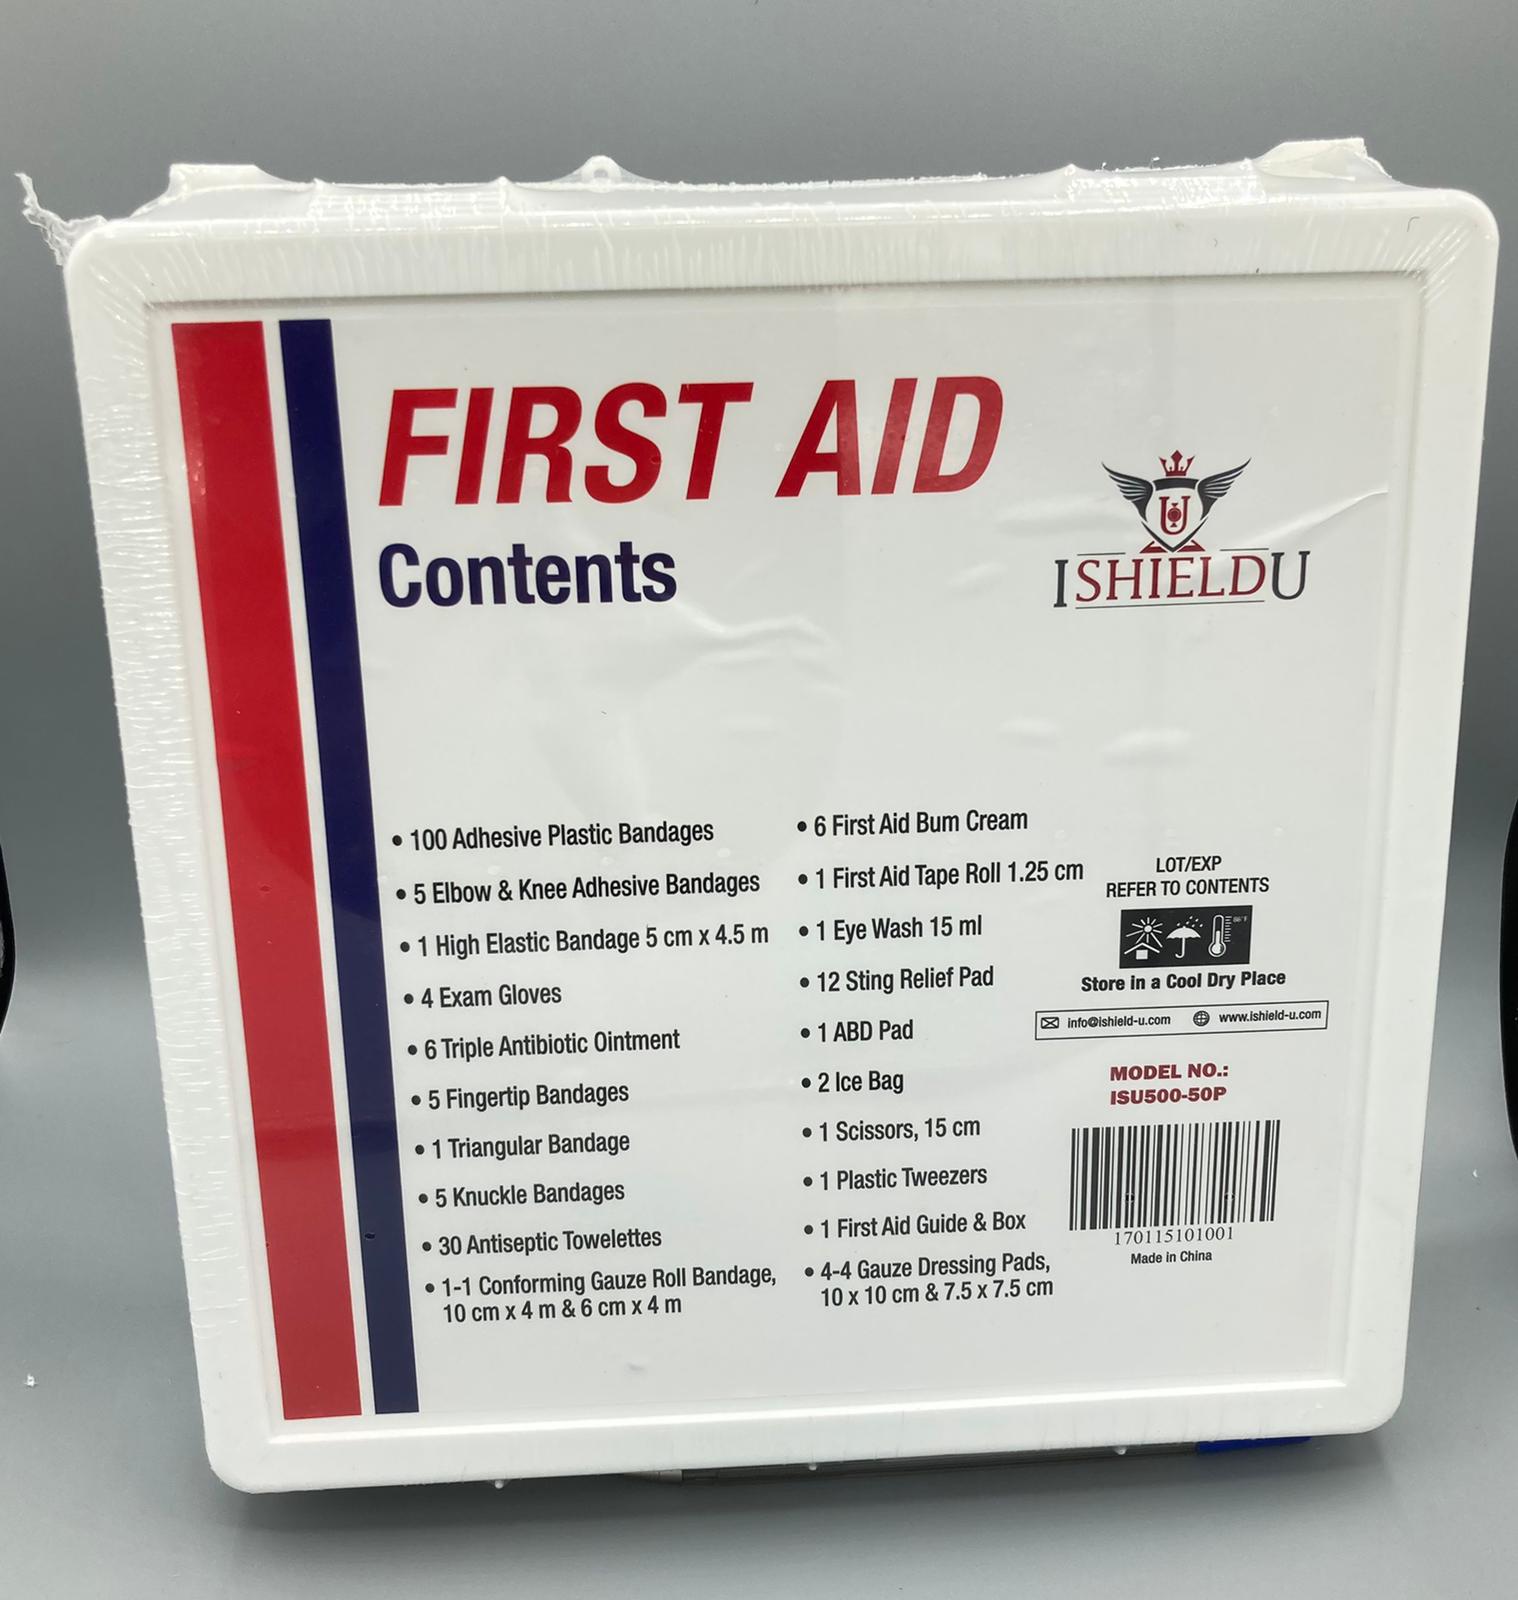 FIRST AID
Contents
U
ISHIELDU
• 100 Adhesive Plastic Bandages
• 5 Elbow & Knee Adhesive Bandages
• 1 High Elastic Bandage 5 cm x 4.5 m
• 4 Exam Gloves
• 6 Triple Antibiotic Ointment
• 5 Fingertip Bandages
• 1 Triangular Bandage
• 5 Knuckle Bandages
• 30 Antiseptic Towelettes
• 1-1 Conforming Gauze Roll Bandage,
10 cm x 4 m & 6 cm x 4 m
• 6 First Aid Bum Cream
• 1 First Aid Tape Roll 1.25 cm
• 1 Eye Wash 15 ml
• 12 Sting Relief Pad
• 1 ABD Pad
• 2 Ice Bag
• 1 Scissors, 15 cm
• 1 Plastic Tweezers
• 1 First Aid Guide & Box
• 4-4 Gauze Dressing Pads,
10 x 10 cm & 7.5 x 7.5 cm
LOT/EXP
REFER TO CONTENTS
86°F
Store in a Cool Dry Place
info@ishield-u.com www.ishield-u.com
MODEL NO.:
ISU500-50P
170115101001
Made in China